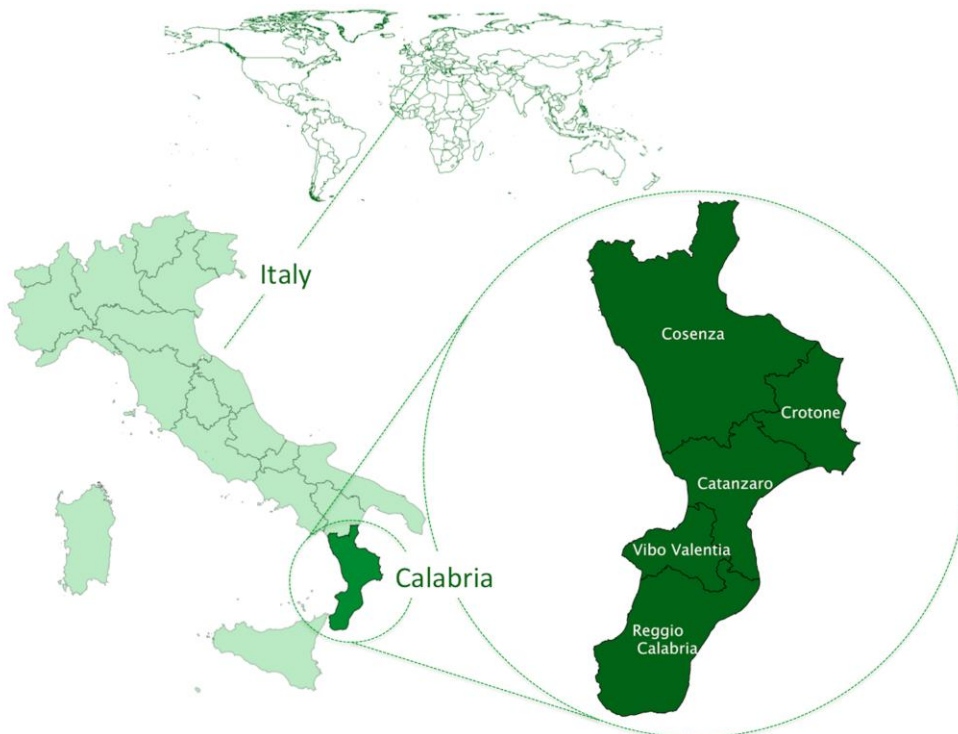 Italy
Cosenza
Crotone
Catanzaro
Vibo Valentia
Calabria
Reggio
Calabria